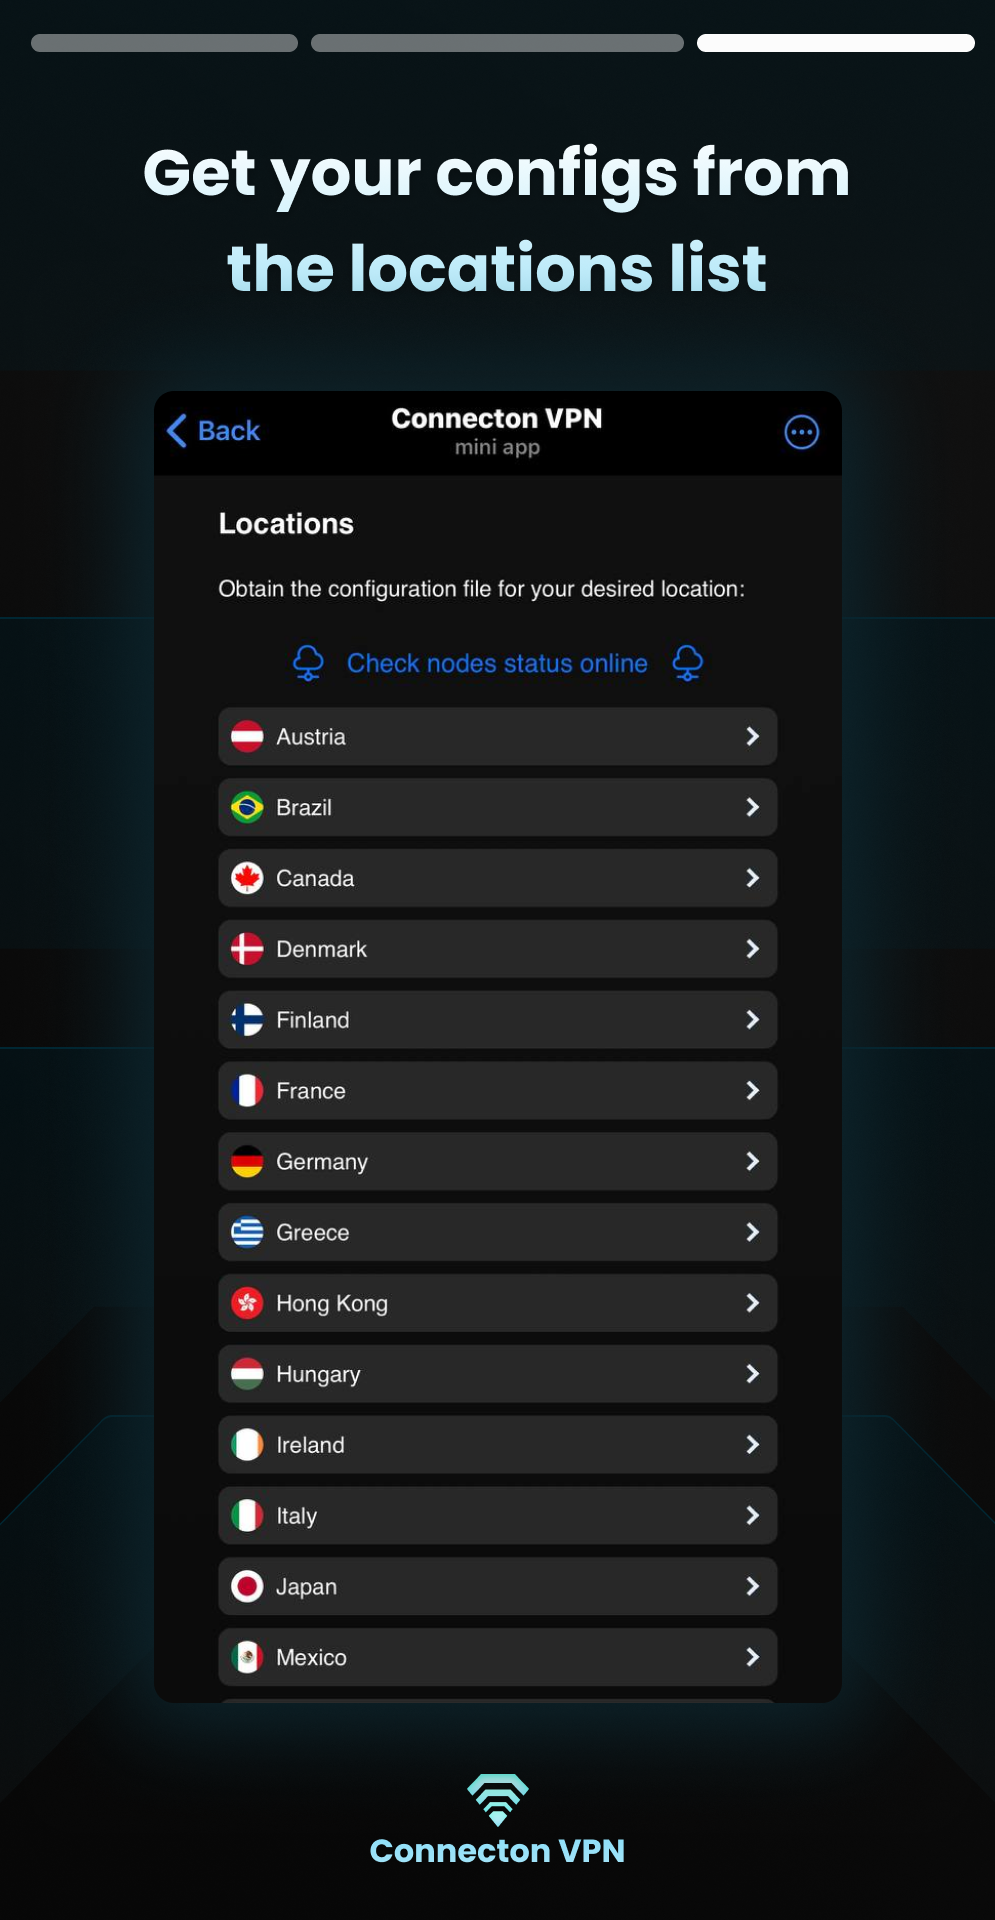 Get your configs from
the locations list
Back
Connecton VPN
mini app
Locations
Obtain the configuration file for your desired location:
Check nodes status online
Austria
Brazil
Canada
Denmark
Finland
France
Germany
Greece
Hong Kong
Hungary
Ireland
Italy
Japan
Mexico
Connecton VPN